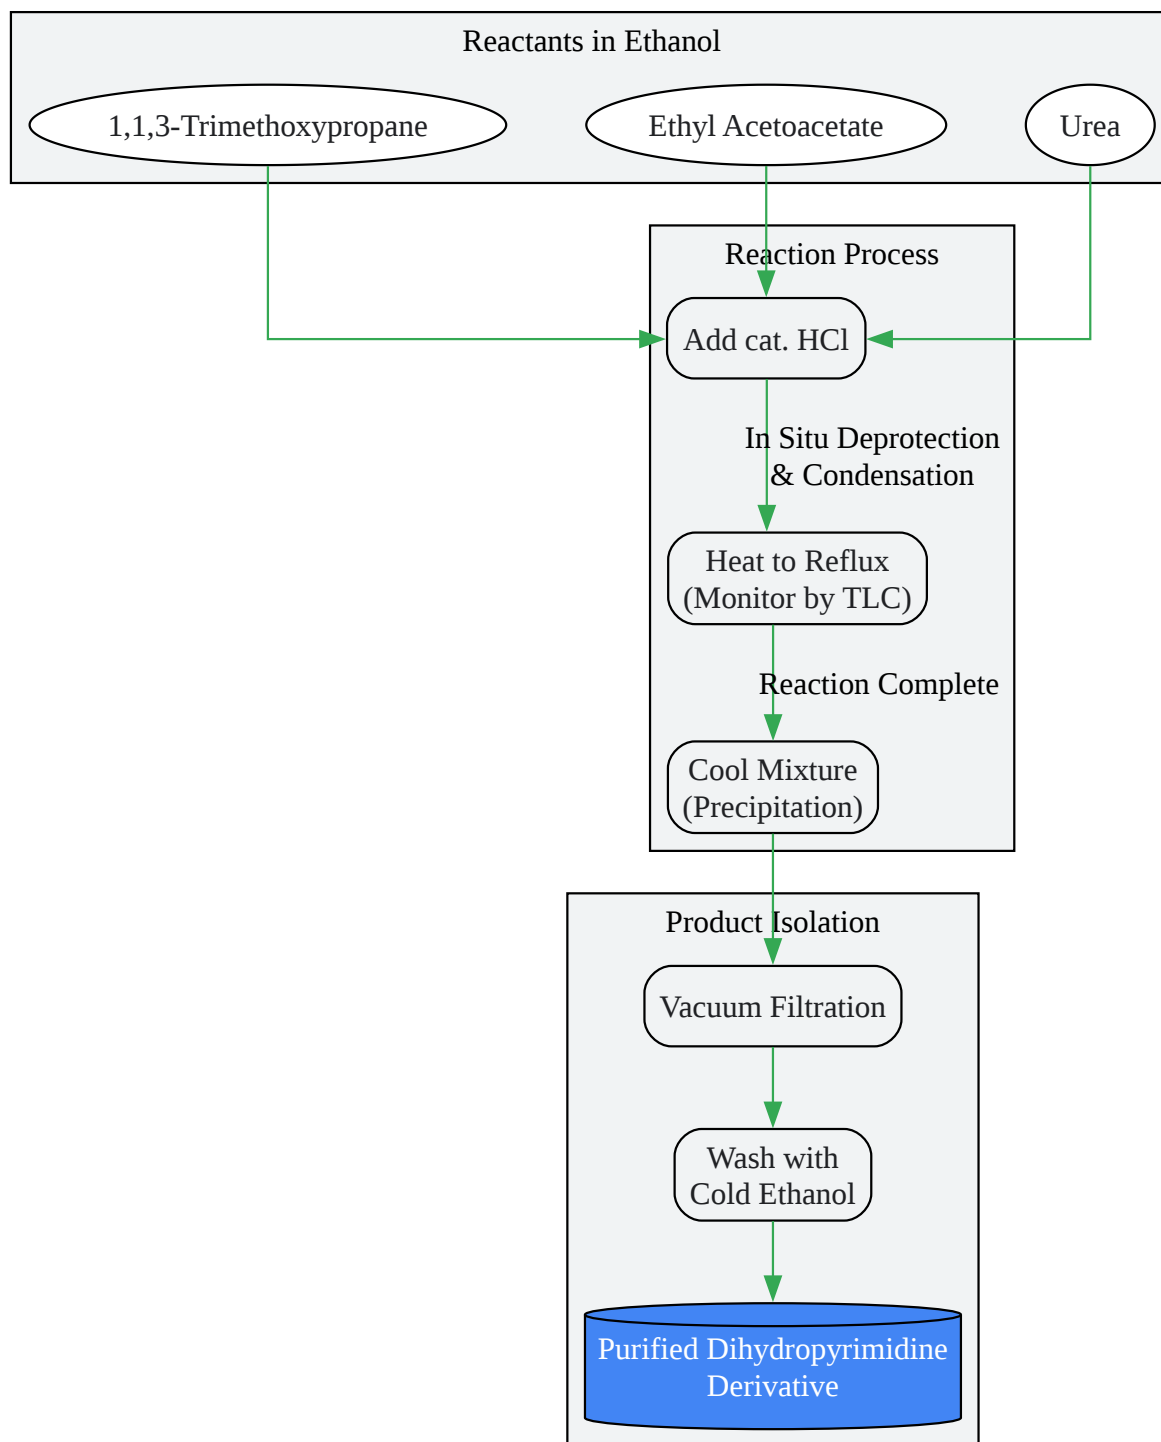 Reactants in Ethanol
1,1,3-Trimethoxypropane
Ethyl Acetoacetate
Urea
Reaction Process
Add cat. HCl
In Situ Deprotection
& Condensation
Heat to Reflux
(Monitor by TLC)
Reaction Complete
Cool Mixture
(Precipitation)
Product Isolation
Vacuum Filtration
Wash with
Cold Ethanol
Purified Dihydropyrimidine
Derivative